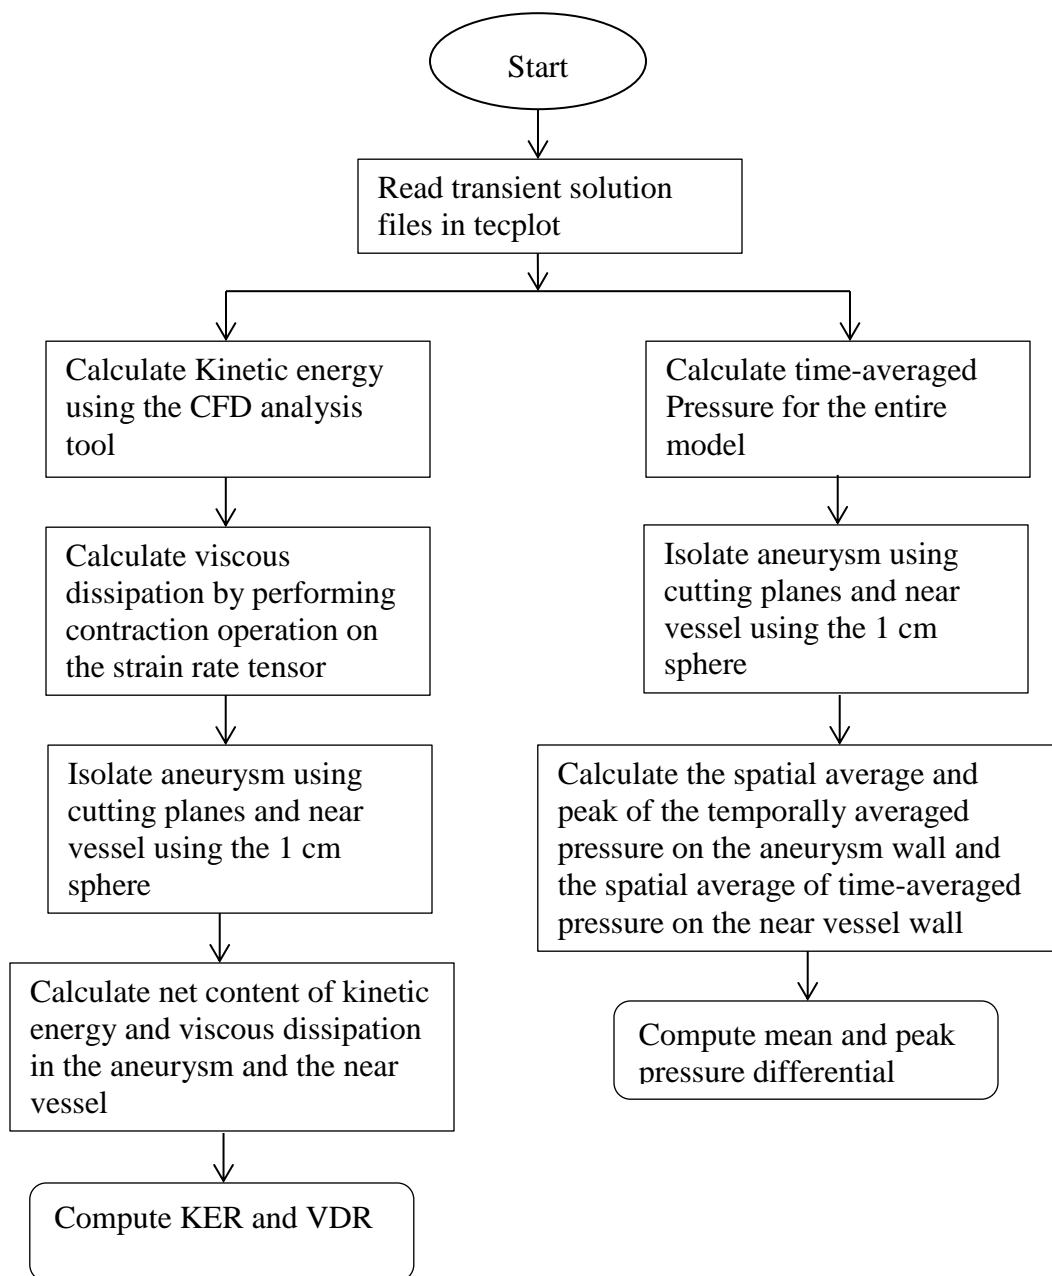 Start
Read transient solution
files in tecplot
Calculate Kinetic energy
using the CFD analysis
tool
Calculate viscous
dissipation by performing
contraction operation on
the strain rate tensor
Isolate aneurysm using
cutting planes and near
vessel using the 1 cm
sphere
Calculate net content of kinetic
energy and viscous dissipation
in the aneurysm and the near
vessel
Compute KER and VDR
Calculate time-averaged
Pressure for the entire
model
Isolate aneurysm using
cutting planes and near
vessel using the 1 cm
sphere
Calculate the spatial average and
peak of the temporally averaged
pressure on the aneurysm wall and
the spatial average of time-averaged
pressure on the near vessel wall
Compute mean and peak
pressure differential